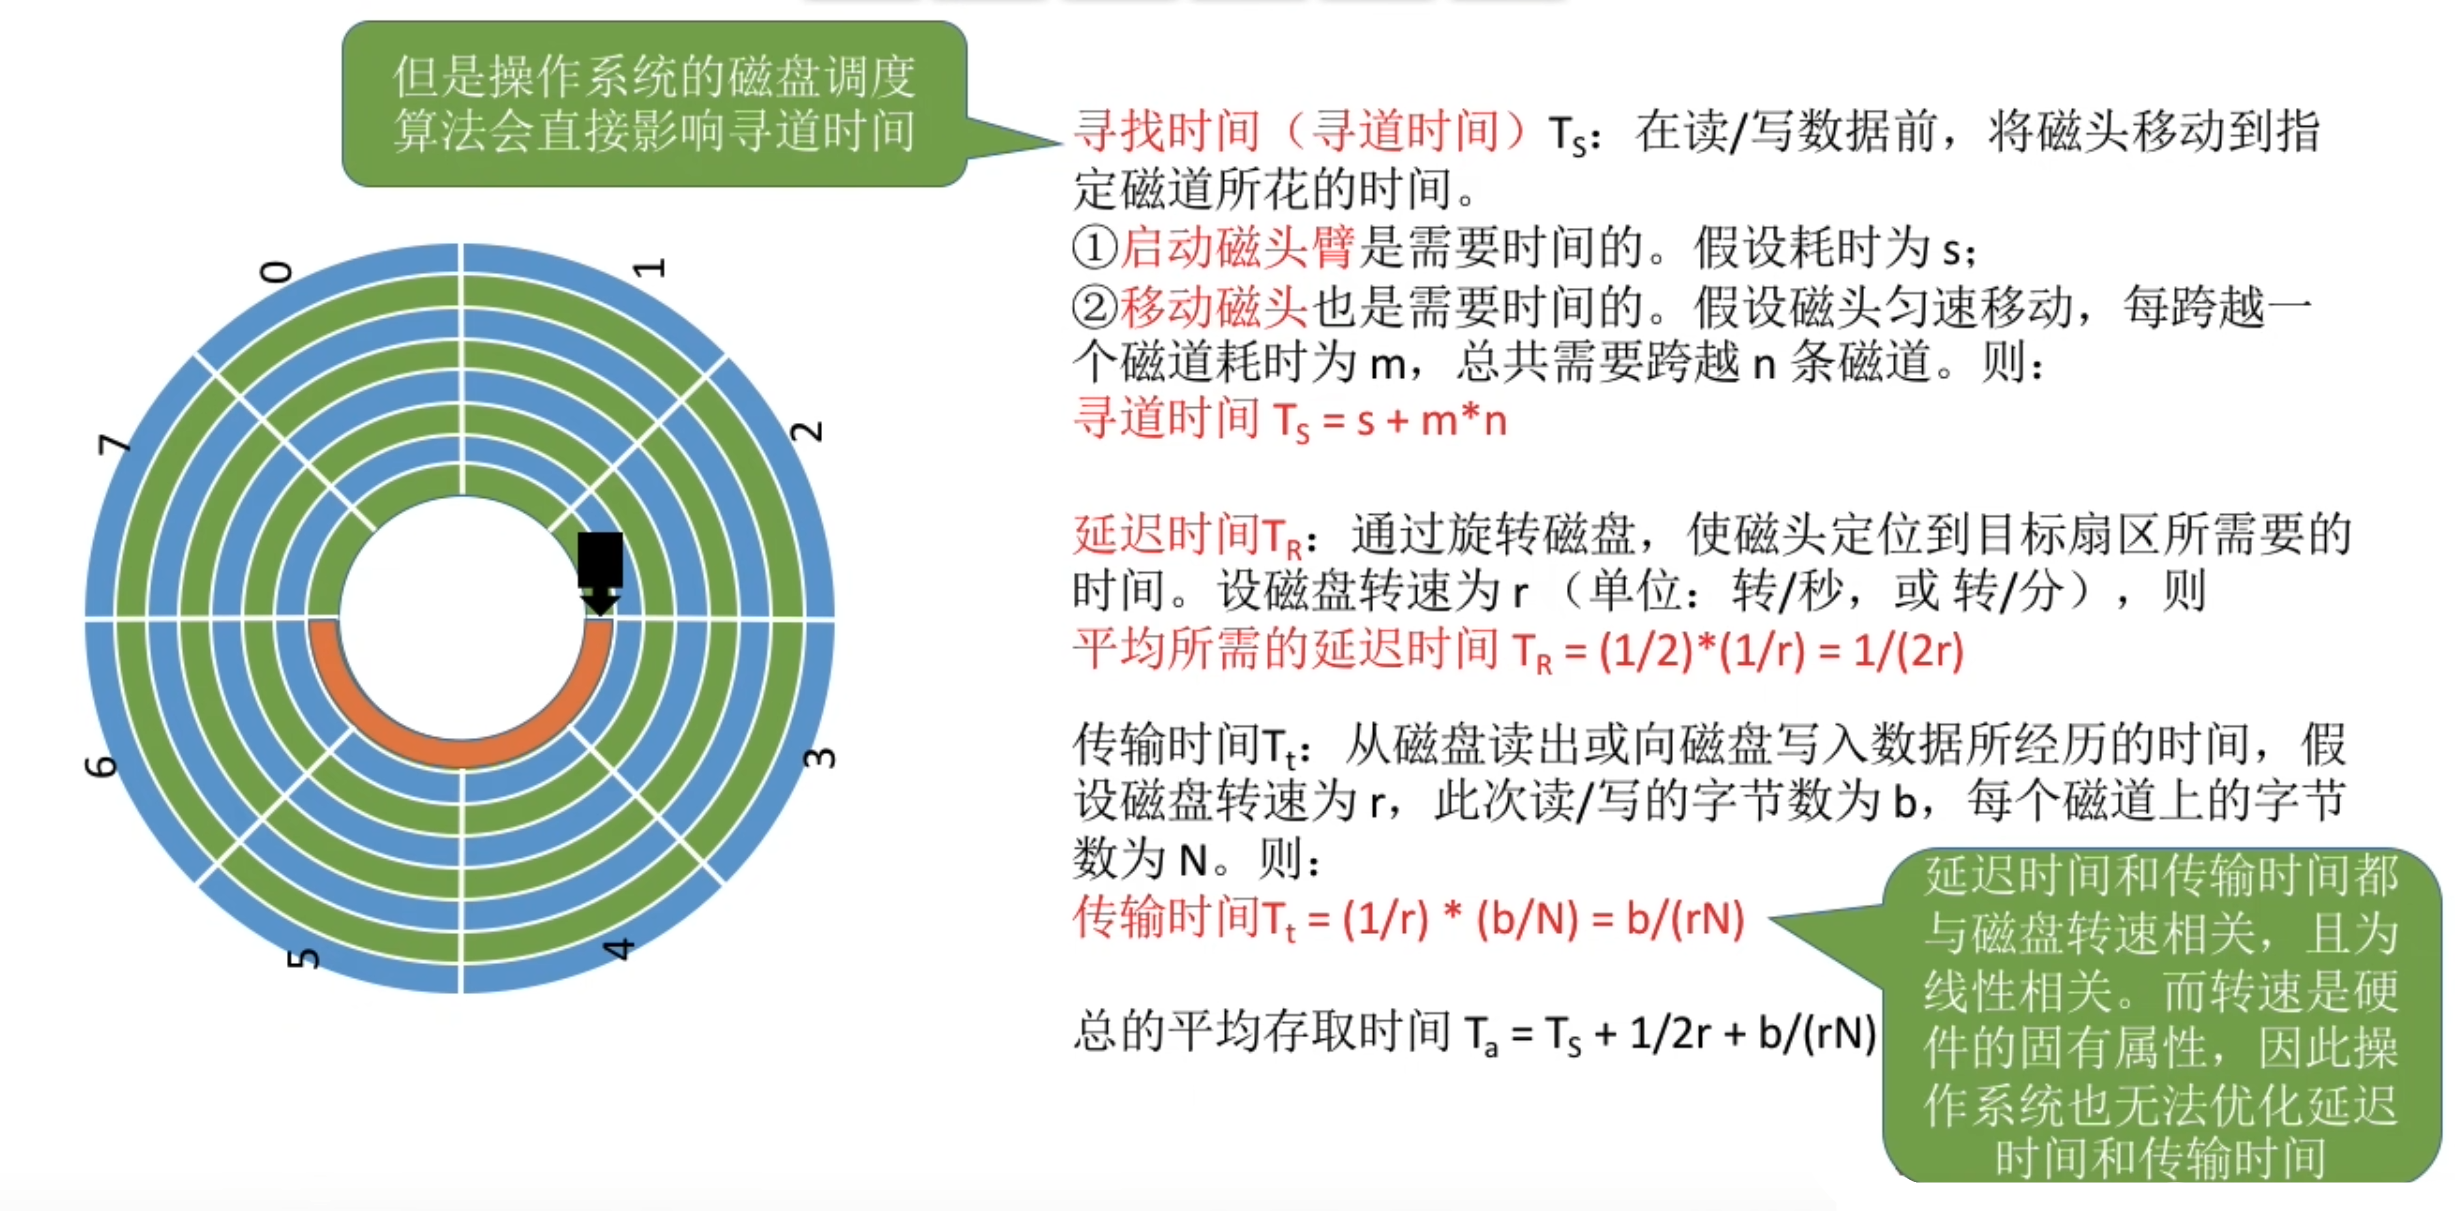 但是操作系统的磁盘调度
算法会直接影响寻道时间
寻找时间（寻道时间）TS：在读/写数据前，将磁头移动到指
定磁道所花的时间。
①启动磁头臂是需要时间的。假设耗时为 s；
②移动磁头也是需要时间的。假设磁头匀速移动，每跨越一
个磁道耗时为 m，总共需要跨越 n 条磁道。则：
寻道时间 TS = s + m*n
延迟时间TR：通过旋转磁盘，使磁头定位到目标扇区所需要的
时间。设磁盘转速为 r （单位：转/秒，或 转/分），则
平均所需的延迟时间 TR = (1/2)*(1/r) = 1/(2r)
传输时间Tt：从磁盘读出或向磁盘写入数据所经历的时间，假
设磁盘转速为 r，此次读/写的字节数为 b，每个磁道上的字节
数为 N。则：
传输时间Tt = (1/r) * (b/N) = b/(rN)
总的平均存取时间 Ta = TS + 1/2r + b/(rN)
延迟时间和传输时间都
与磁盘转速相关，且为
线性相关。而转速是硬
件的固有属性，因此操
作系统也无法优化延迟
时间和传输时间
0
1
2
3
4
5
6
7